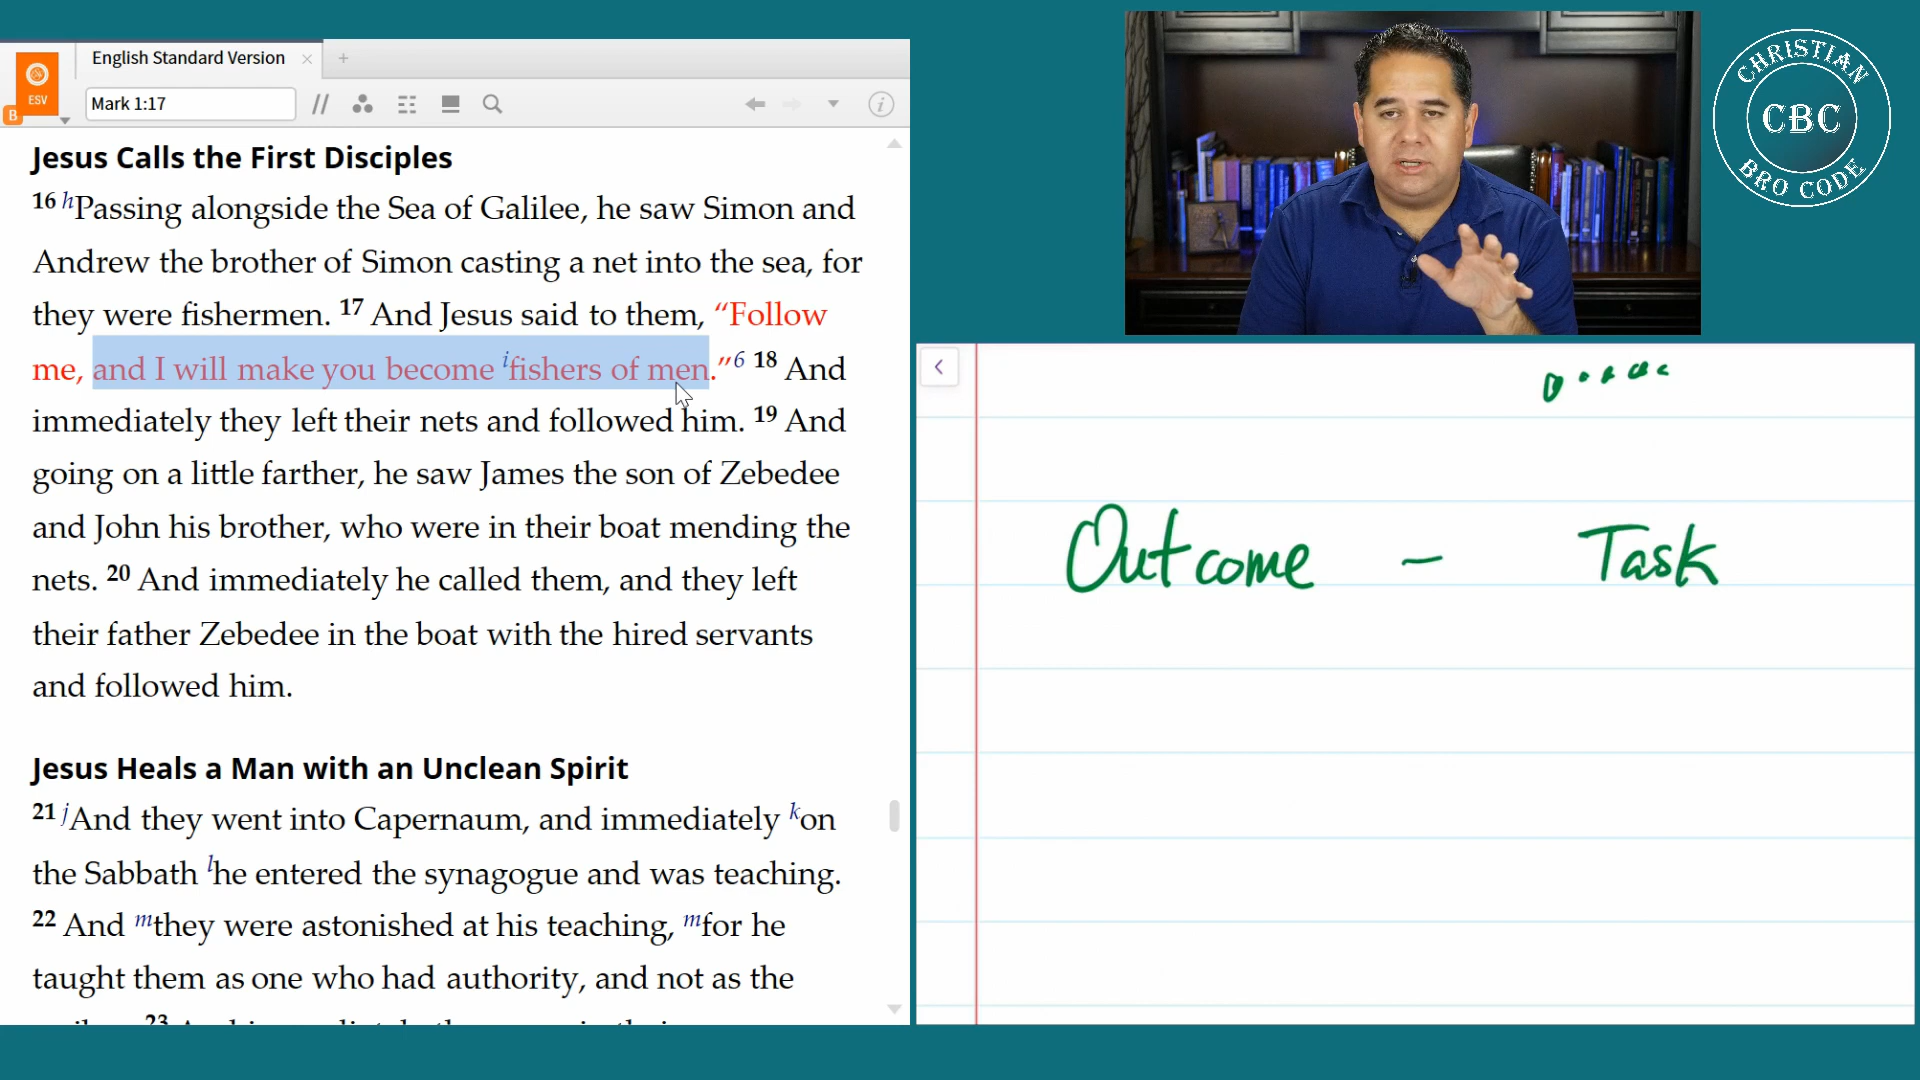 English Standard Version
ESV
B
Mark 1:17
Jesus Calls the First Disciples
16 hPassing alongside the Sea of Galilee, he saw Simon and
Andrew the brother of Simon casting a net into the sea, for
they were fishermen. 17 And Jesus said to them, “Follow
me, and I will make you become ifishers of men.”6 18 And
immediately they left their nets and followed him. 19 And
going on a little farther, he saw James the son of Zebedee
and John his brother, who were in their boat mending the
nets. 20 And immediately he called them, and they left
their father Zebedee in the boat with the hired servants
and followed him.
Jesus Heals a Man with an Unclean Spirit
21 jAnd they went into Capernaum, and immediately kon
the Sabbath lhe entered the synagogue and was teaching.
22 And mthey were astonished at his teaching, mfor he
taught them as one who had authority, and not as the
23
CHRISTIAN
CBC
BRO CODE
Outcome - Task